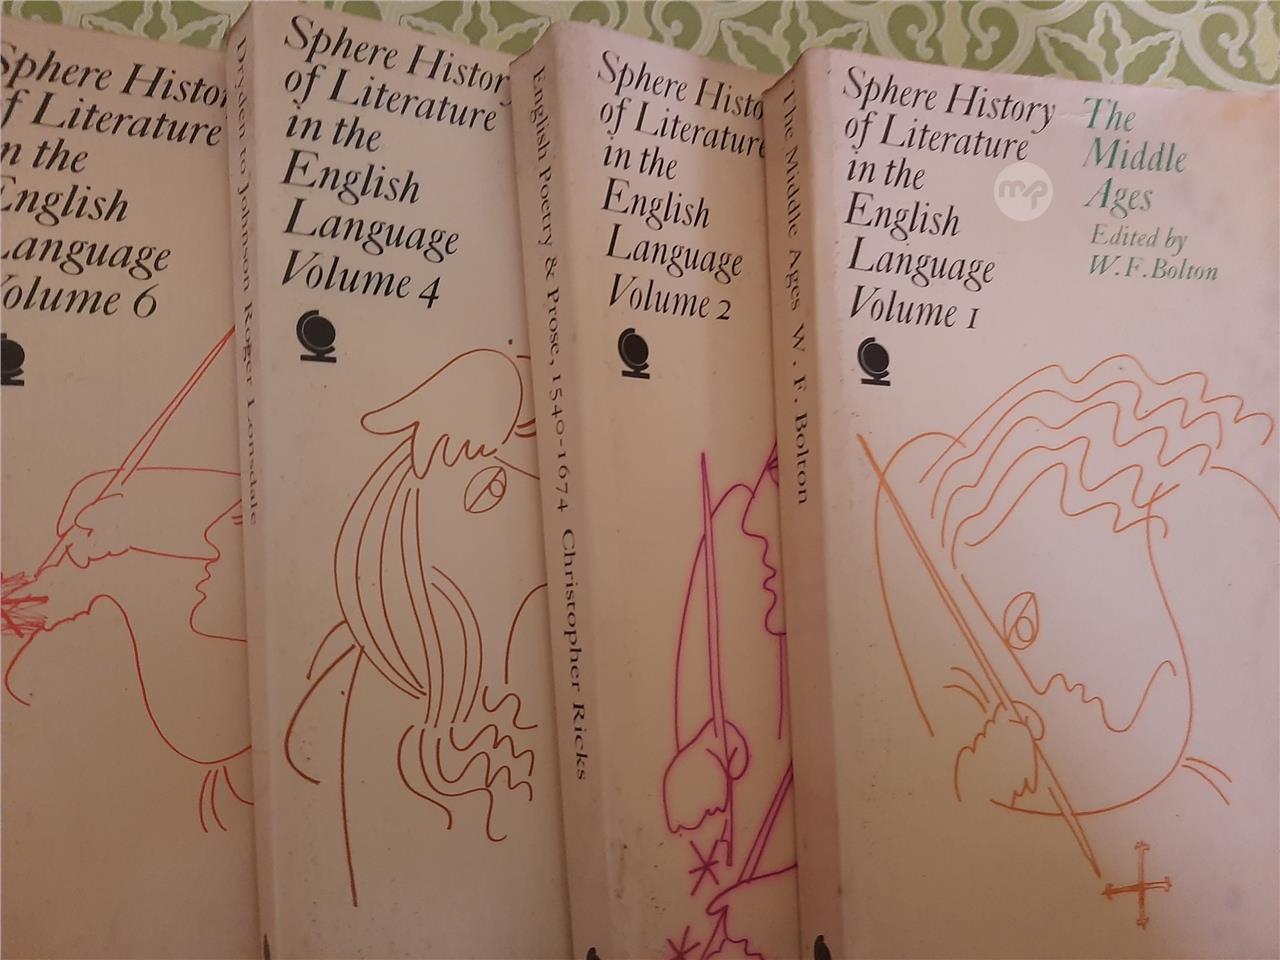 Sphere Histor
f Literature
n the
English
Language
Volume 6
Dryden to Johnson Roger Lonsdale
Sphere History
of Literature
in the
English
Language
Volume 4
English Poetry & Prose, 1540-1674 Christopher Ricks
Sphere Histo
of Literature
in the
English
Language
Volume 2
The Middle Ages W. F. Bolton
Sphere History
of Literature
in the
English
Language
Volume 1
The
Middle
Ages
Edited by
W.F.Bolton
mp